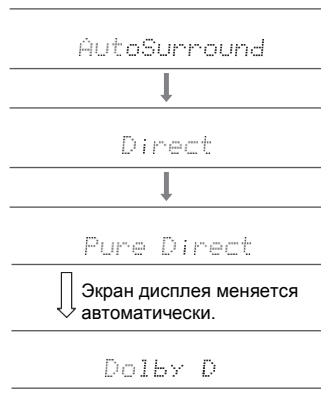 AutoSurround
Direct
Pure Direct
Экран дисплея меняется
автоматически.
Dolby D